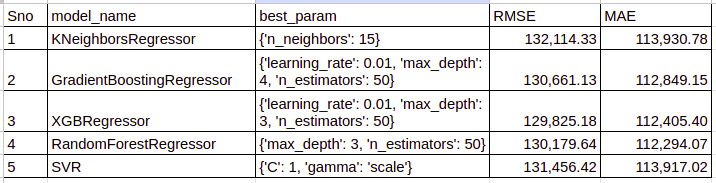 Sno model_name best_param RMSE MAE
1 KNeighborsRegressor {'n_neighbors': 15} 132,114.33 113,930.78
{'learning_rate': 0.01, 'max_depth':
2 GradientBoostingRegressor 4, 'n_estimators': 50} 130,661.13 112,849.15
{'learning_rate': 0.01, 'max_depth':
3 XGBRegressor 3, 'n_estimators': 50} 129,825.18 112,405.40
4 RandomForestRegressor {'max_depth': 3, 'n_estimators': 50} 130,179.64 112,294.07
5 SVR {'C': 1, 'gamma': 'scale'} 131,456.42 113,917.02